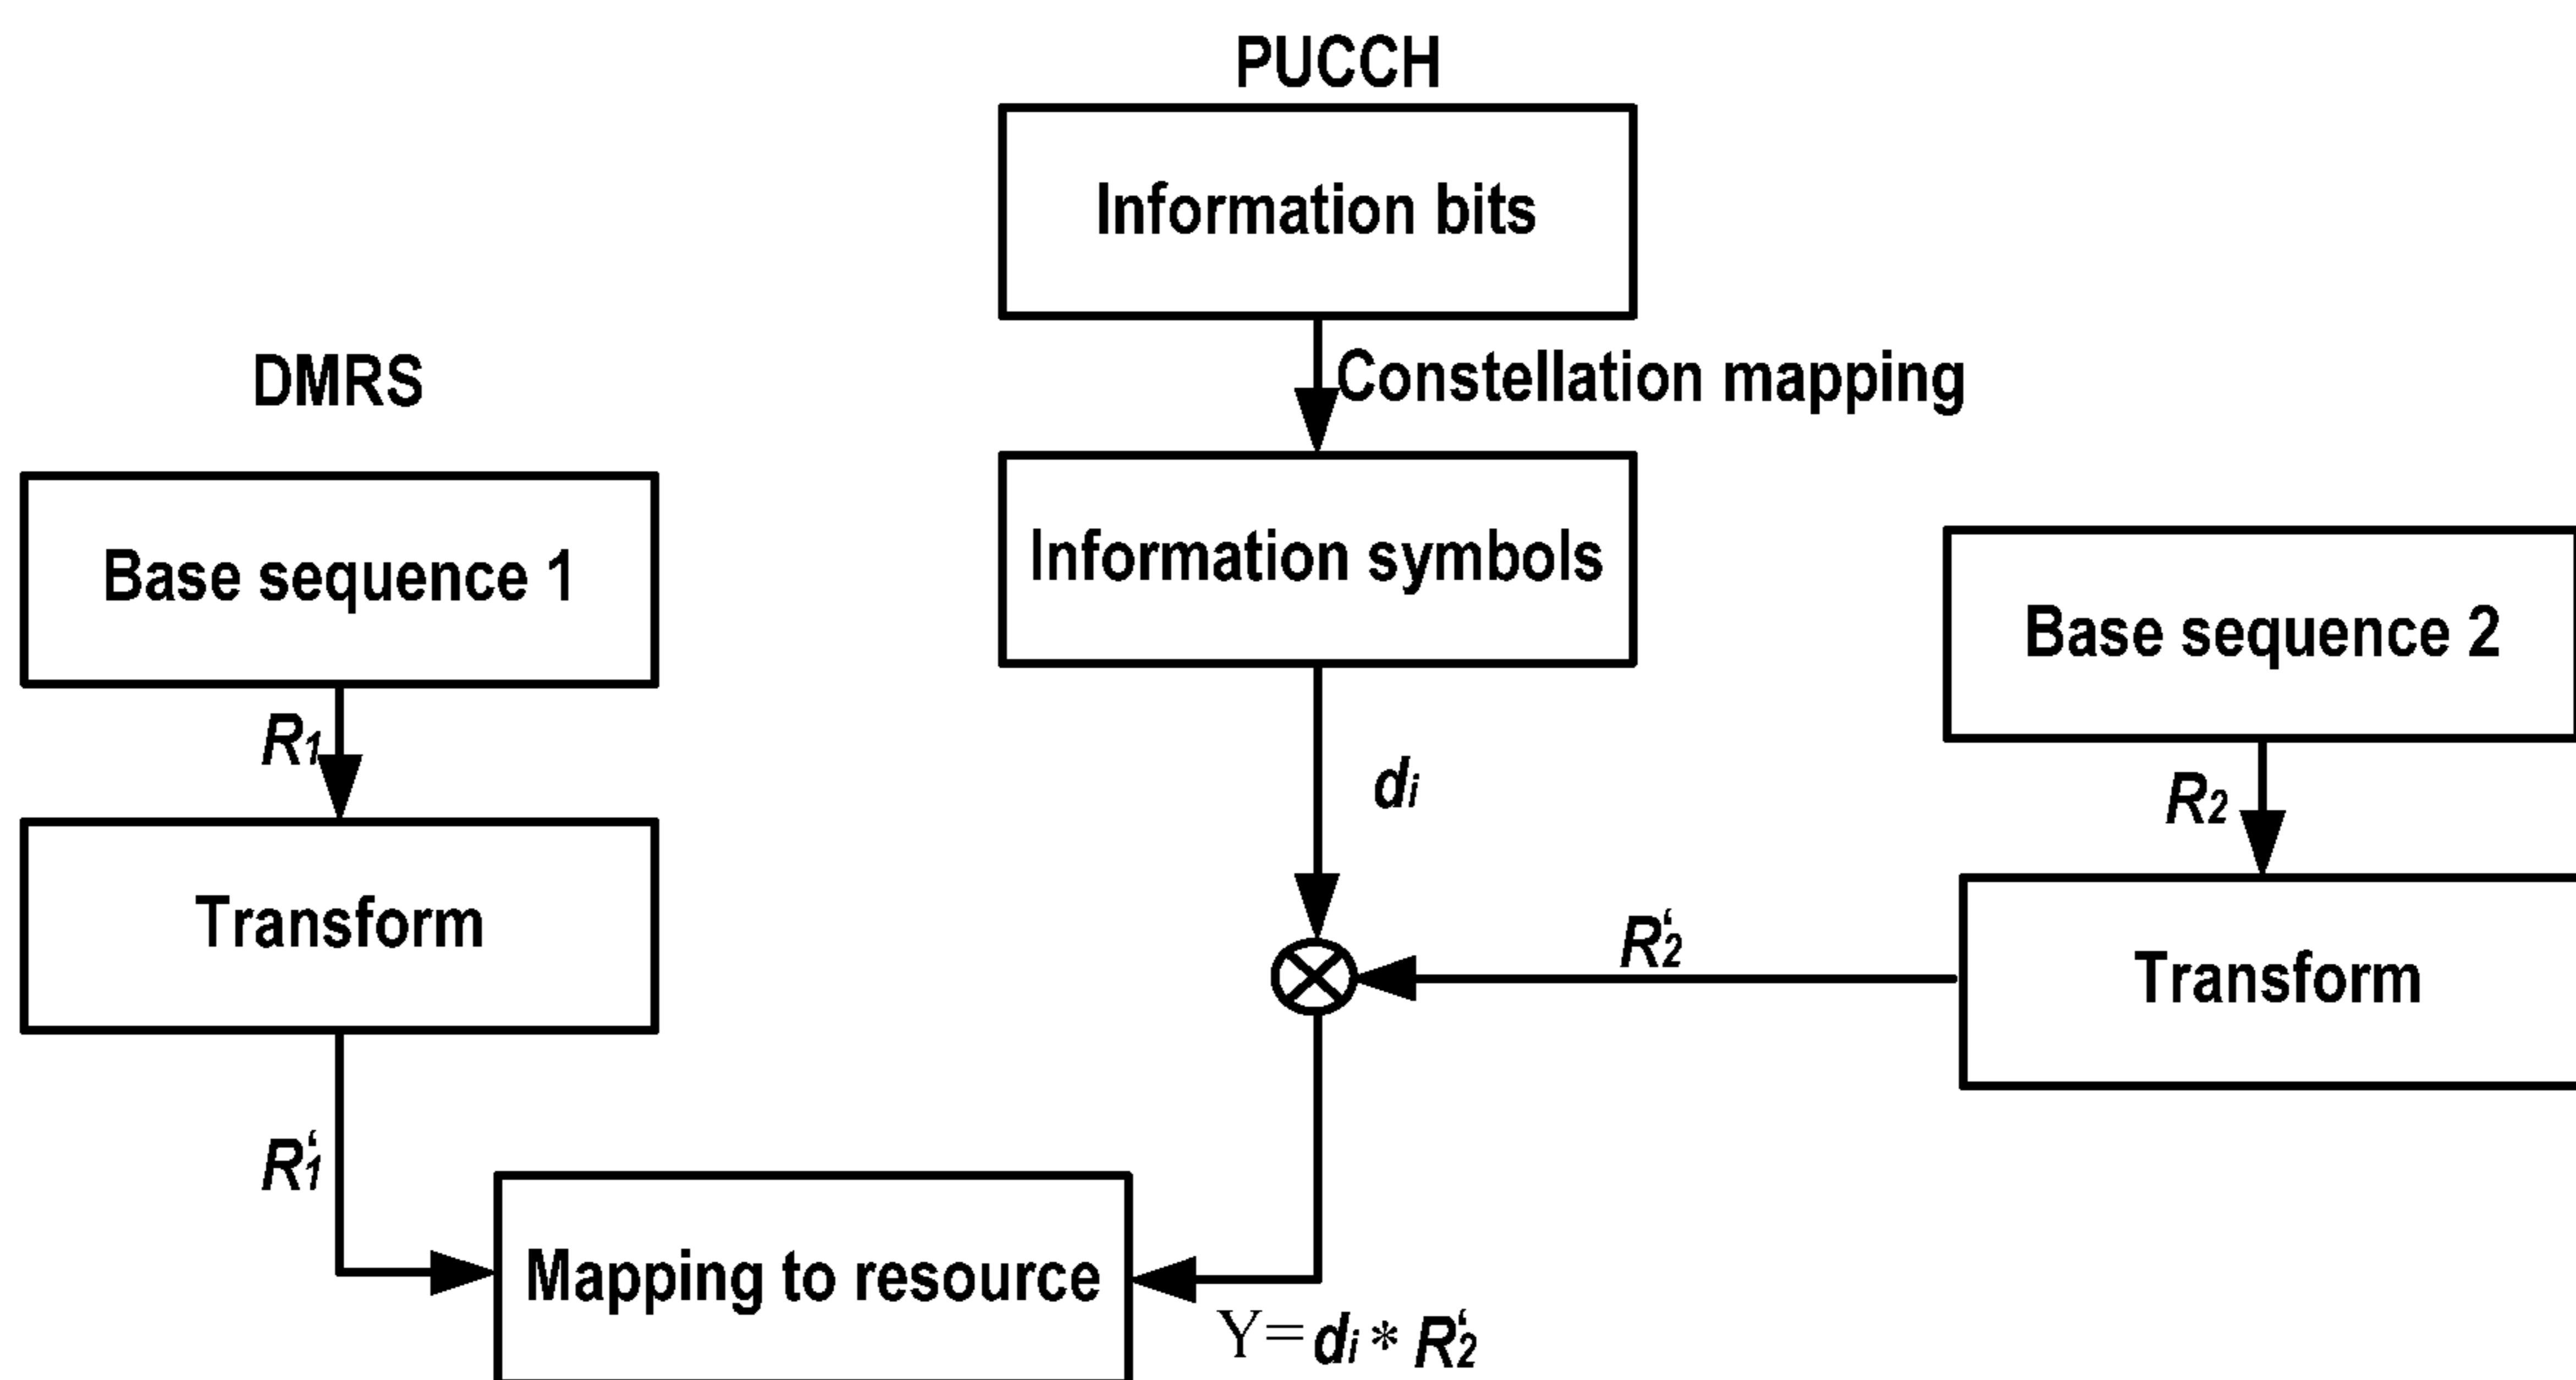 PUCCH
Information bits
Constellation mapping
DMRS
Information symbols
Base sequence 1
Base sequence 2
R1
di
R2
Transform
R‘2
Transform
R‘1
Mapping to resource
Y=di * R‘2